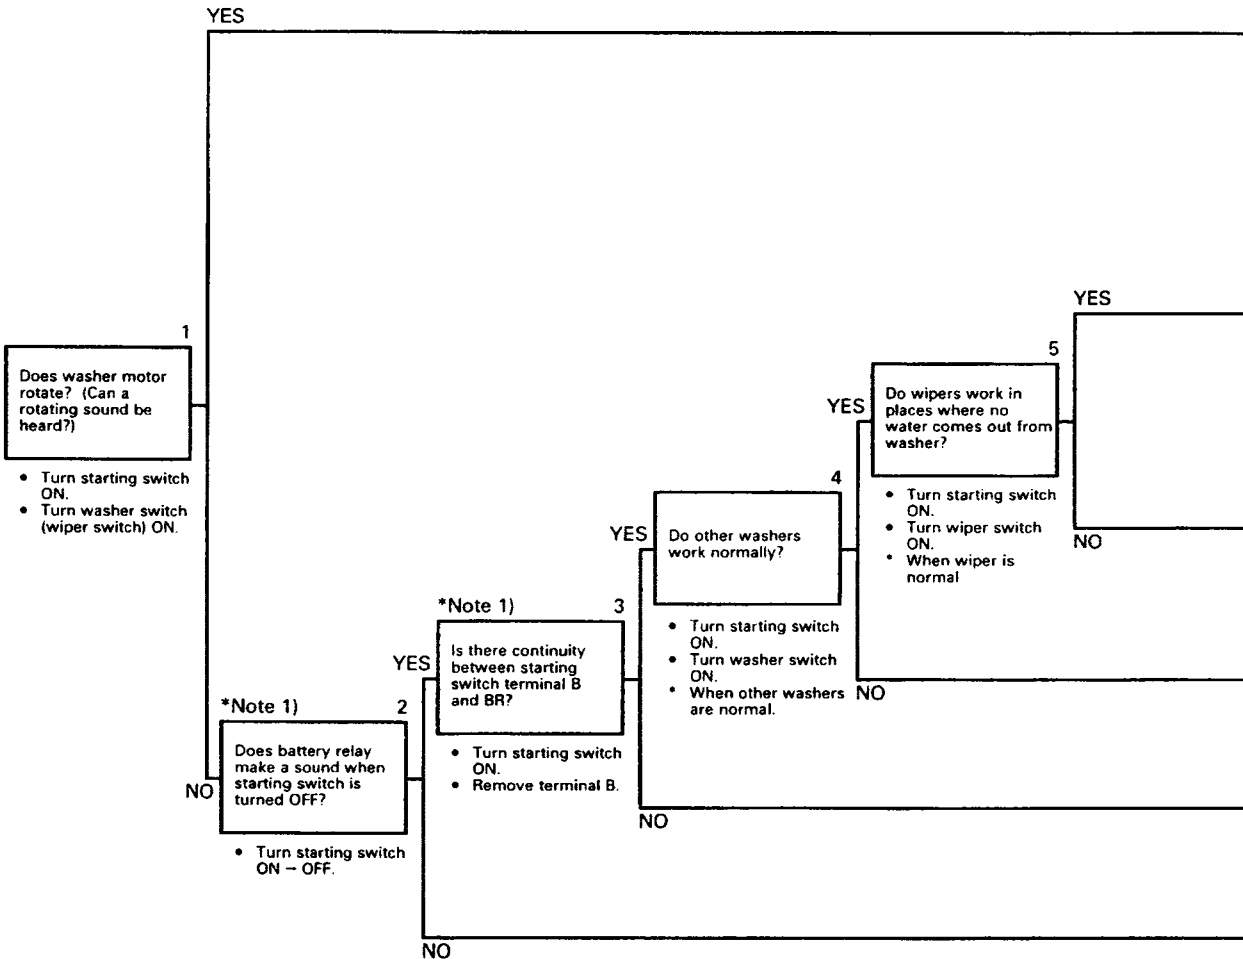 YES
1
Does washer motor
rotate? (Can a
rotating sound be
heard?)
• Turn starting switch
ON.
• Turn washer switch
(wiper switch) ON.
NO
*Note 1)
2
Does battery relay
make a sound when
starting switch is
turned OFF?
• Turn starting switch
ON – OFF.
YES
NO
*Note 1)
3
Is there continuity
between starting
switch terminal B
and BR?
• Turn starting switch
ON.
• Remove terminal B.
YES
NO
4
Do other washers
work normally?
• Turn starting switch
ON.
• Turn washer switch
ON.
* When other washers
are normal.
YES
NO
5
Do wipers work in
places where no
water comes out from
washer?
• Turn starting switch
ON.
• Turn wiper switch
ON.
* When wiper is
normal
YES
NO